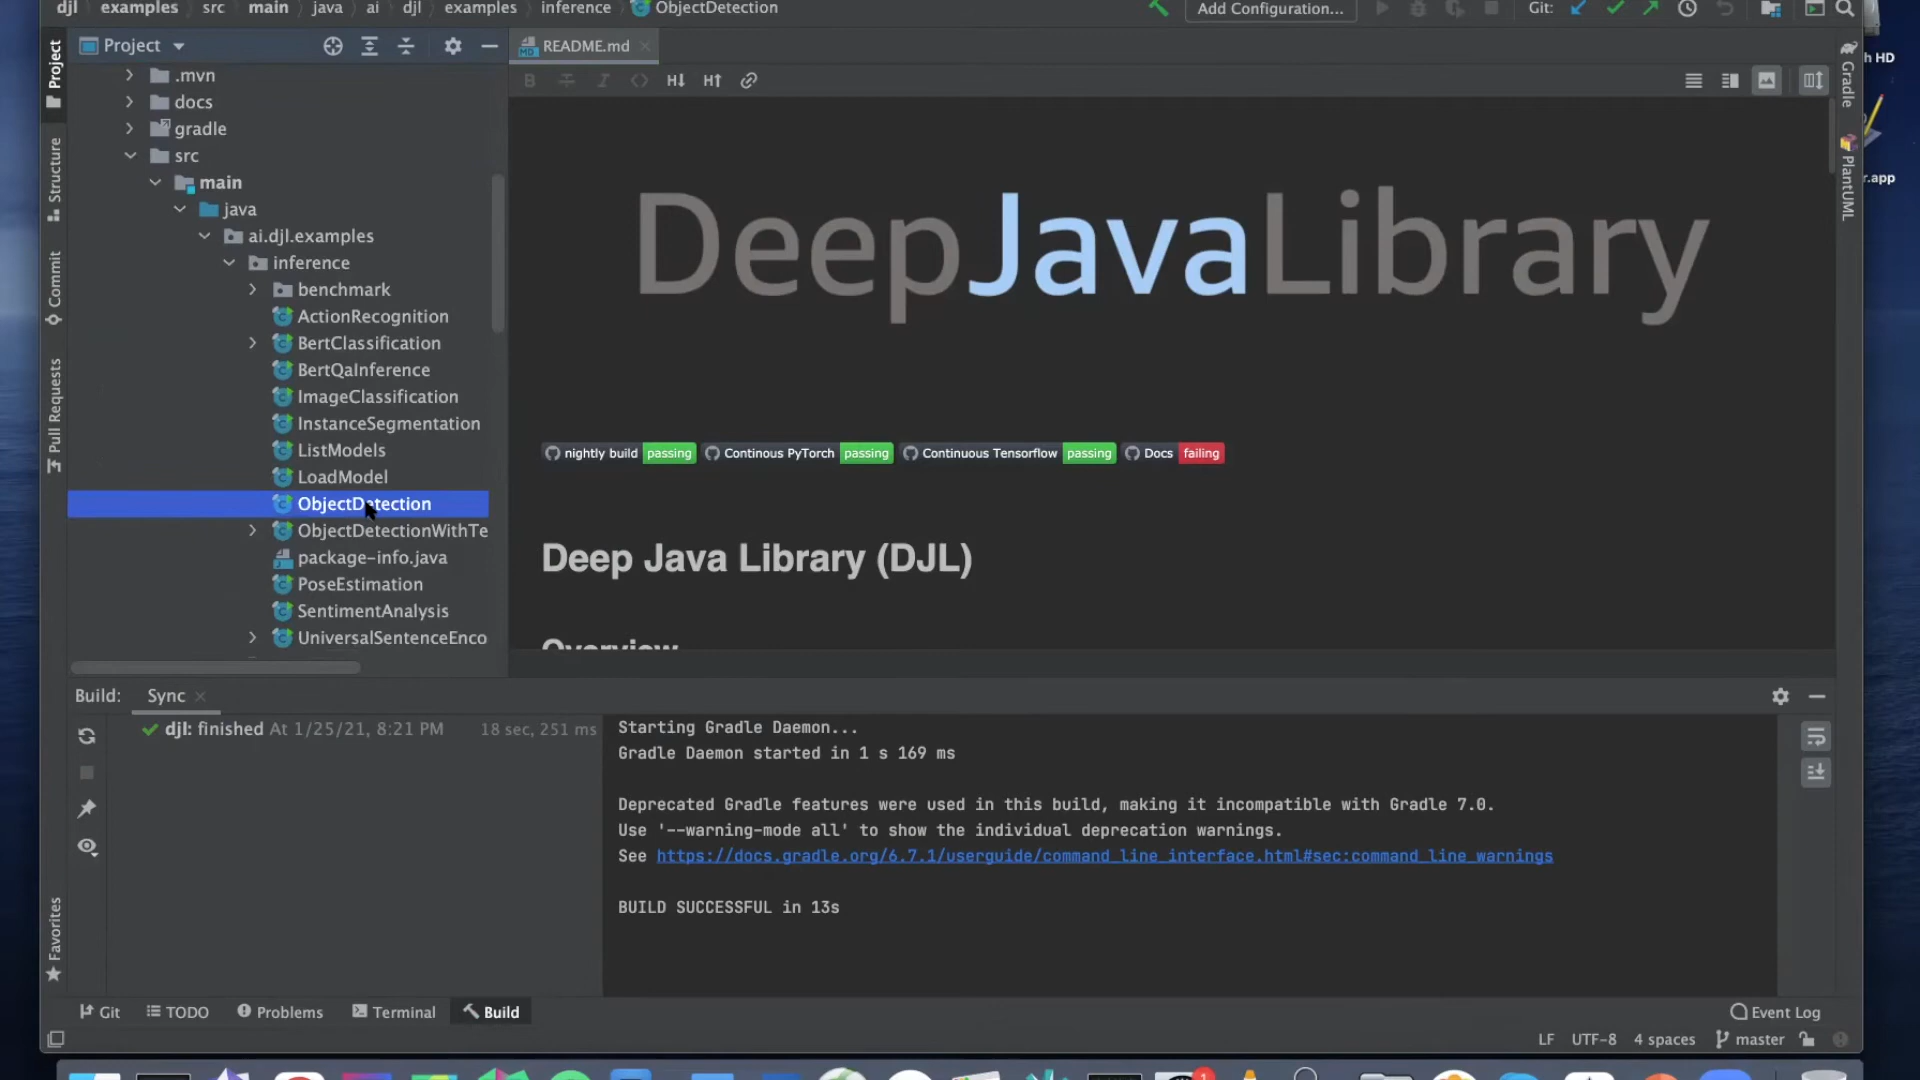 djl examples src main java ai djl examples inference ObjectDetection Add Configuration... Git:
Project README.md
.mvn
docs
gradle
src
main
java
ai.djl.examples
inference
benchmark
ActionRecognition
BertClassification
BertQaInference
ImageClassification
InstanceSegmentation
ListModels
LoadModel
ObjectDetection
ObjectDetectionWithTe
package-info.java
PoseEstimation
SentimentAnalysis
UniversalSentenceEnco
Project
Structure
Commit
Pull Requests
Favorites
B I <> H↓ H↑
DeepJavaLibrary
nightly build passing Continous PyTorch passing Continuous Tensorflow passing Docs failing
Deep Java Library (DJL)
Overview
Gradle
PlantUML
h HD
r.app
Build: Sync
djl: finished At 1/25/21, 8:21 PM 18 sec, 251 ms
Starting Gradle Daemon...
Gradle Daemon started in 1 s 169 ms
Deprecated Gradle features were used in this build, making it incompatible with Gradle 7.0.
Use '--warning-mode all' to show the individual deprecation warnings.
See https://docs.gradle.org/6.7.1/userguide/command_line_interface.html#sec:command_line_warnings
BUILD SUCCESSFUL in 13s
Git TODO Problems Terminal Build Event Log
LF UTF-8 4 spaces master
1